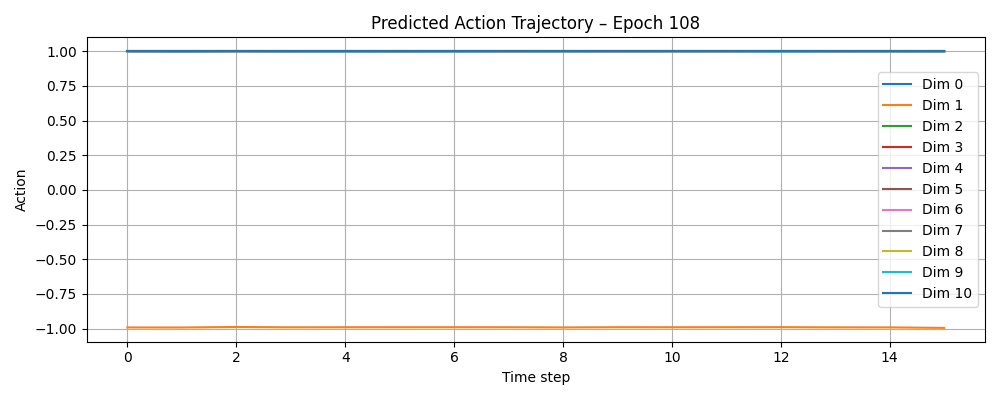 Predicted Action Trajectory – Epoch 108
Action
1.00
0.75
0.50
0.25
0.00
−0.25
−0.50
−0.75
−1.00
Dim 0
Dim 1
Dim 2
Dim 3
Dim 4
Dim 5
Dim 6
Dim 7
Dim 8
Dim 9
Dim 10
0 2 4 6 8 10 12 14
Time step